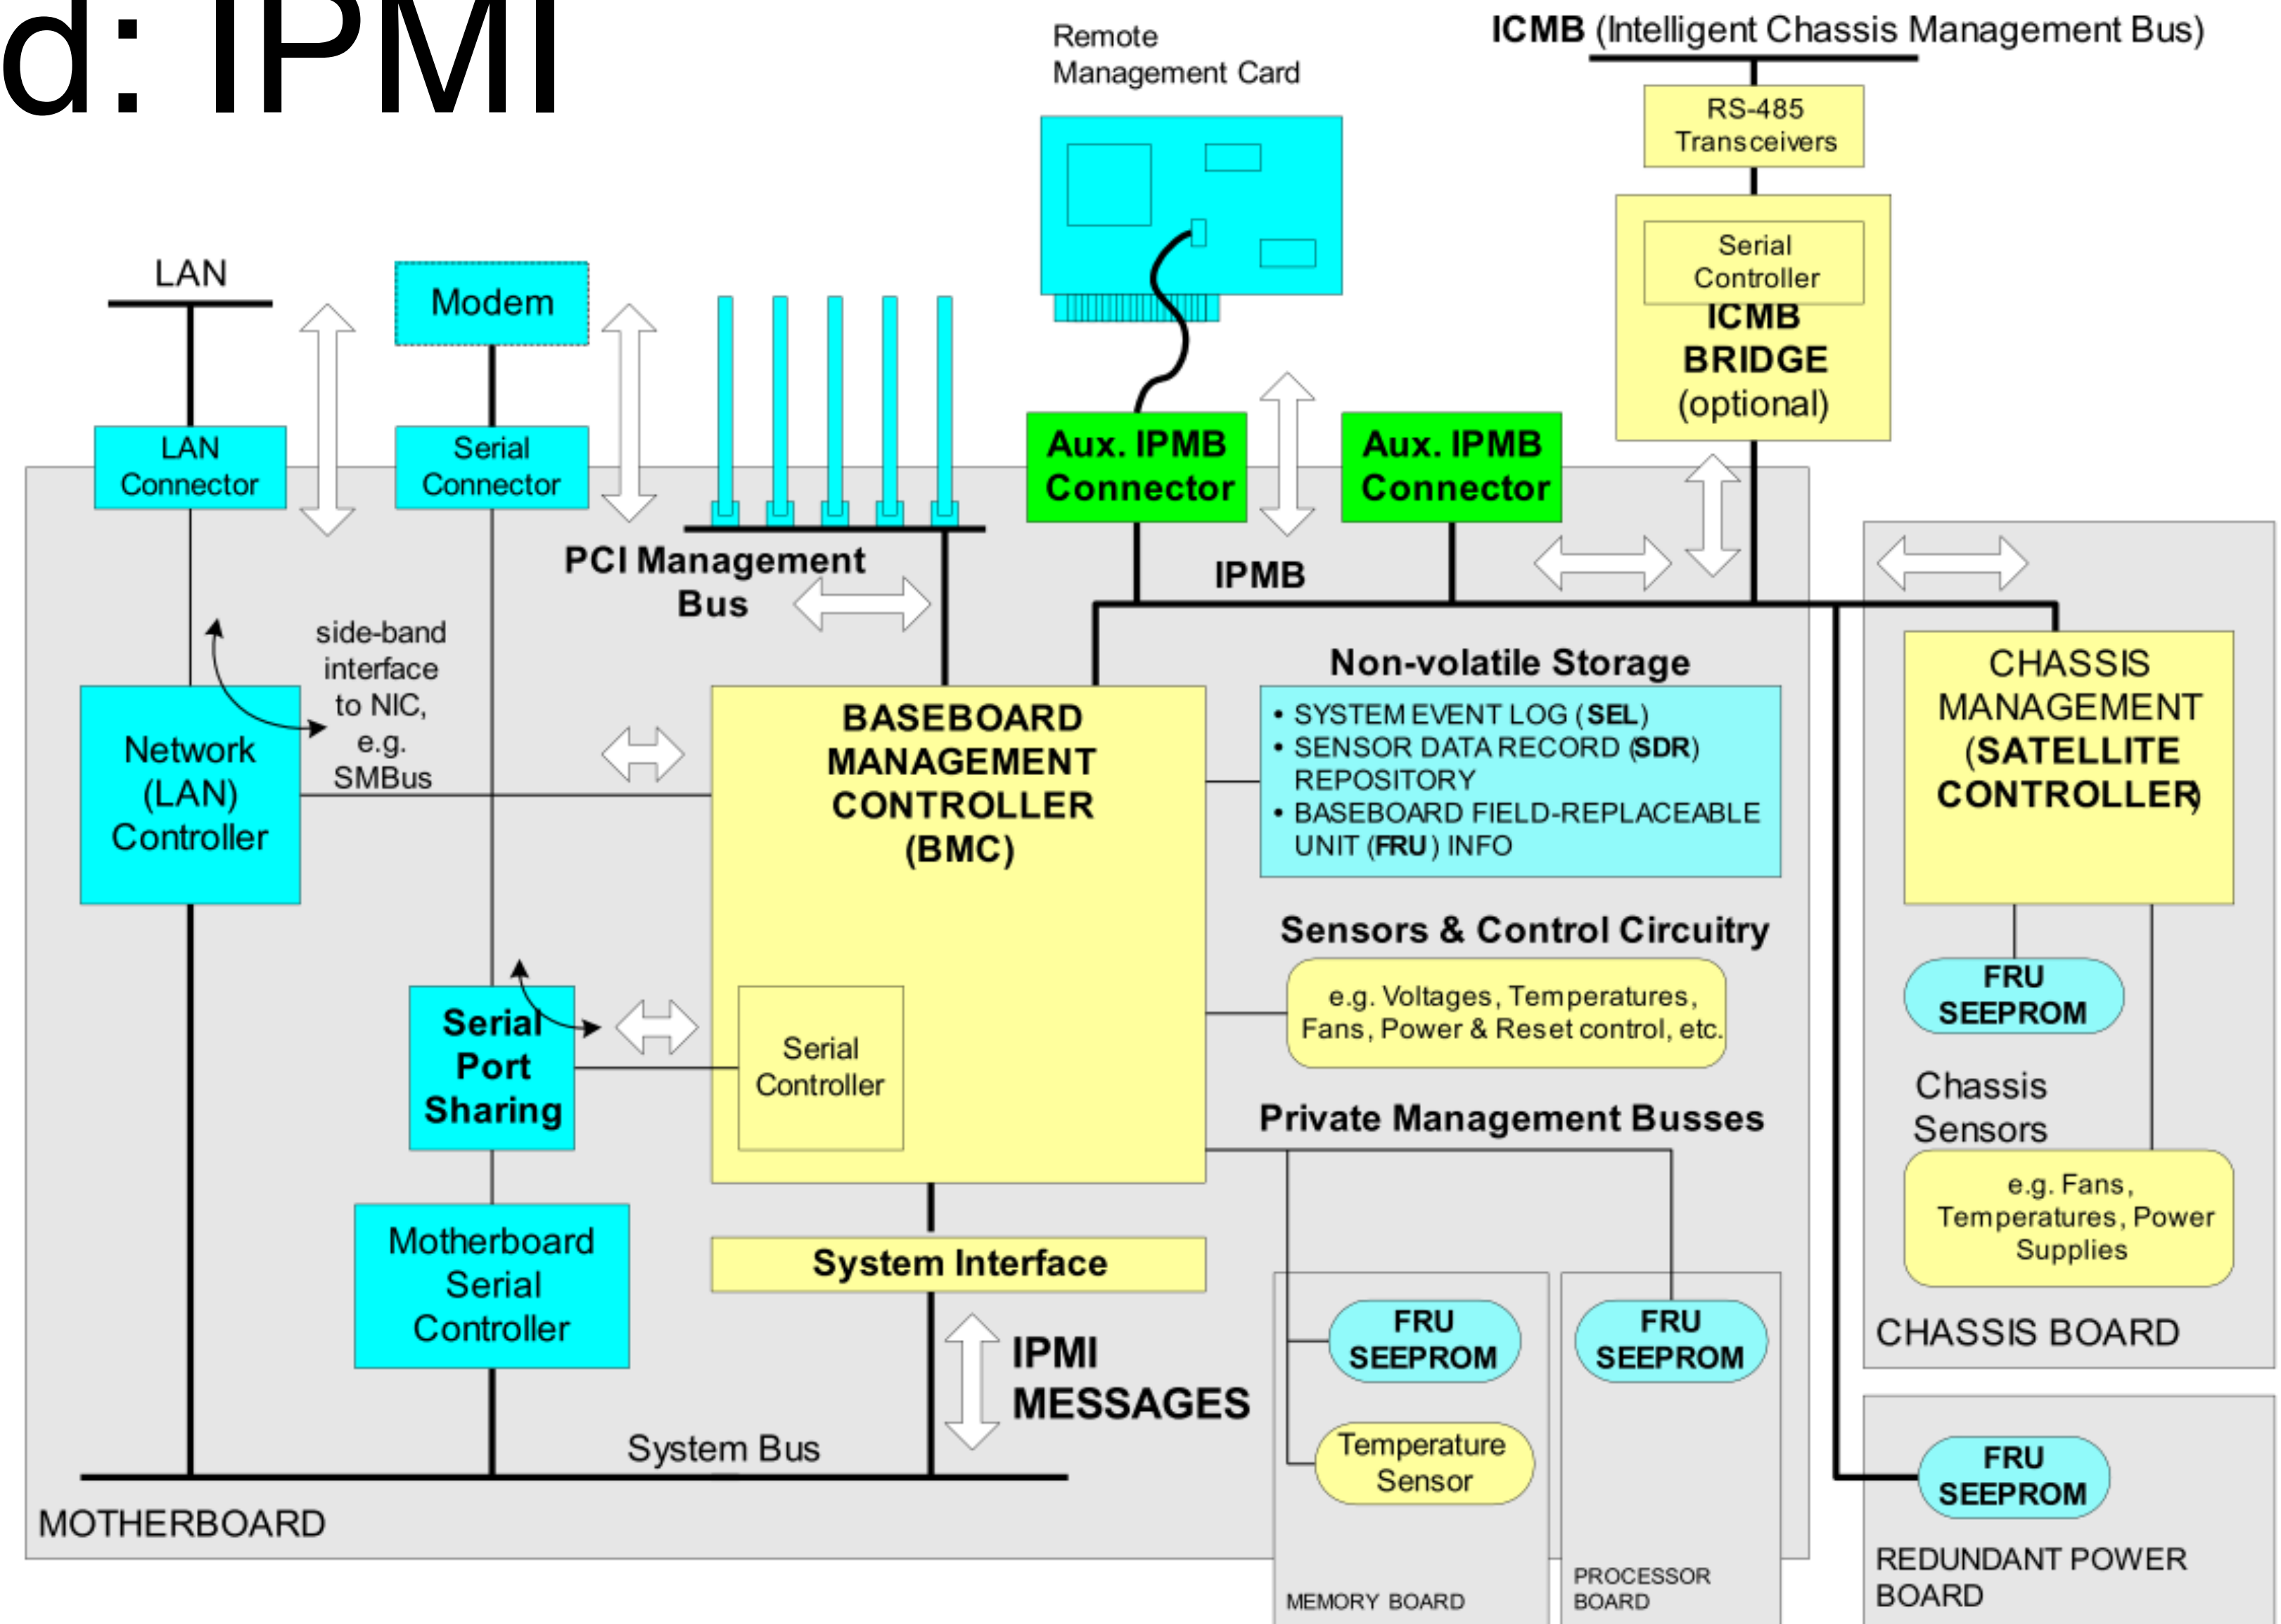 d: IPMI
Remote
Management Card
ICMB (Intelligent Chassis Management Bus)
RS-485
Transceivers
Serial
Controller
ICMB
BRIDGE
(optional)
LAN
Modem
LAN
Connector
Serial
Connector
Aux. IPMB
Connector
Aux. IPMB
Connector
PCI Management
Bus
IPMB
side-band
interface
to NIC,
e.g.
SMBus
Network
(LAN)
Controller
BASEBOARD
MANAGEMENT
CONTROLLER
(BMC)
Non-volatile Storage
• SYSTEM EVENT LOG (SEL)
• SENSOR DATA RECORD (SDR)
REPOSITORY
• BASEBOARD FIELD-REPLACEABLE
UNIT (FRU) INFO
CHASSIS
MANAGEMENT
(SATELLITE
CONTROLLER)
Sensors & Control Circuitry
e.g. Voltages, Temperatures,
Fans, Power & Reset control, etc.
FRU
SEEPROM
Serial
Port
Sharing
Serial
Controller
Private Management Busses
Chassis
Sensors
e.g. Fans,
Temperatures, Power
Supplies
Motherboard
Serial
Controller
System Interface
IPMI
MESSAGES
FRU
SEEPROM
FRU
SEEPROM
CHASSIS BOARD
System Bus
Temperature
Sensor
FRU
SEEPROM
MOTHERBOARD
MEMORY BOARD
PROCESSOR
BOARD
REDUNDANT POWER
BOARD